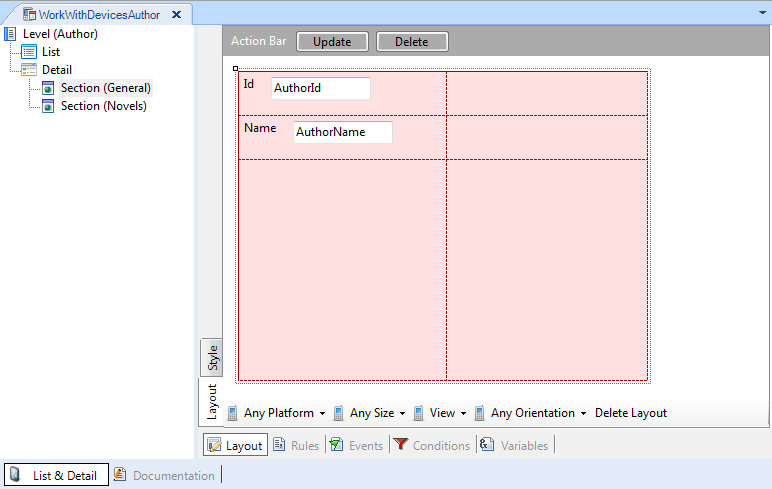 WorkWithDevicesAuthor
Level (Author)
List
Detail
Section (General)
Section (Novels)
Action Bar Update Delete
Id AuthorId
Name AuthorName
Style
Layout
Any Platform Any Size View Any Orientation Delete Layout
Layout Rules Events Conditions Variables
List & Detail Documentation